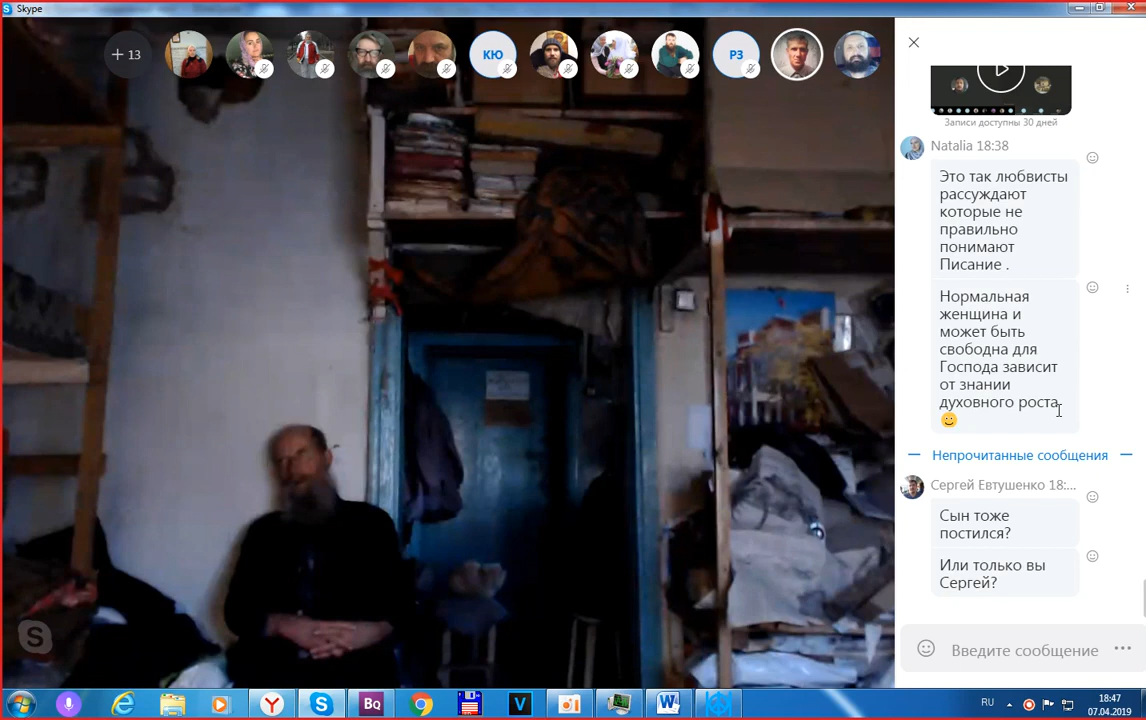 Skype
+ 13
КЮ
РЗ
Записи доступны 30 дней
Natalia 18:38
Это так любвисты
рассуждают
которые не
правильно
понимают
Писание .
Нормальная
женщина и
может быть
свободна для
Господа зависит
от знании
духовного роста
Непрочитанные сообщения
Сергей Евтушенко 18:...
Сын тоже
постился?
Или только вы
Сергей?
Введите сообщение
Bq
V
W
RU
18:47
07.04.2019